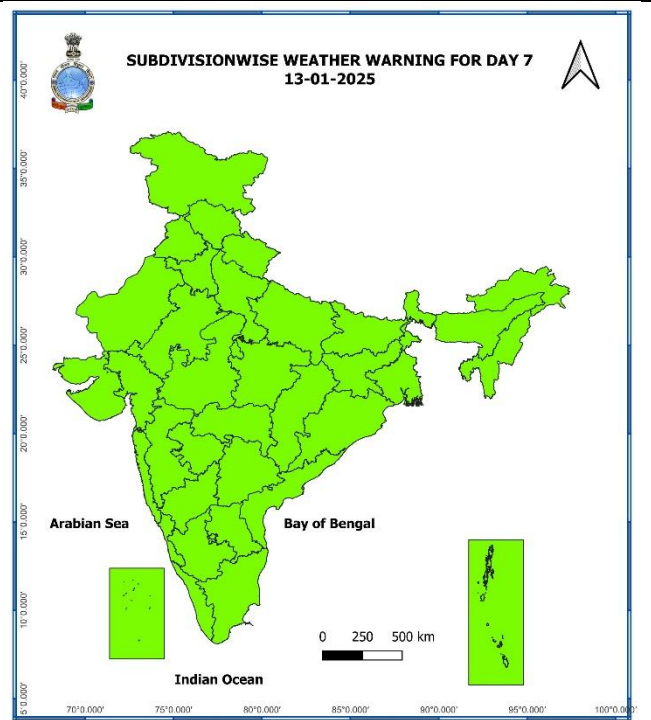 SUBDIVISIONWISE WEATHER WARNING FOR DAY 7
13-01-2025
40°0.000'
35°0.000'
30°0.000'
25°0.000'
20°0.000'
15°0.000'
10°0.000'
5°0.000'
Arabian Sea
Bay of Bengal
0 250 500 km
Indian Ocean
70°0.000' 75°0.000' 80°0.000' 85°0.000' 90°0.000' 95°0.000' 100°0.000'